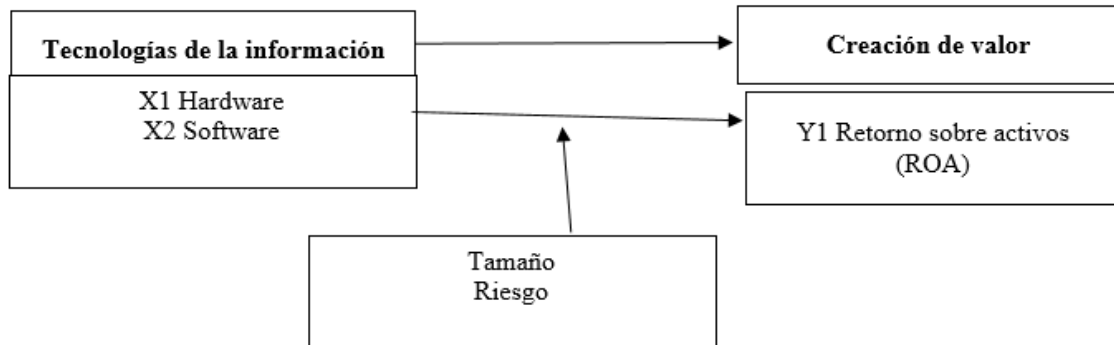 Tecnologías de la información
X1 Hardware
X2 Software
Creación de valor
Y1 Retorno sobre activos
(ROA)
Tamaño
Riesgo